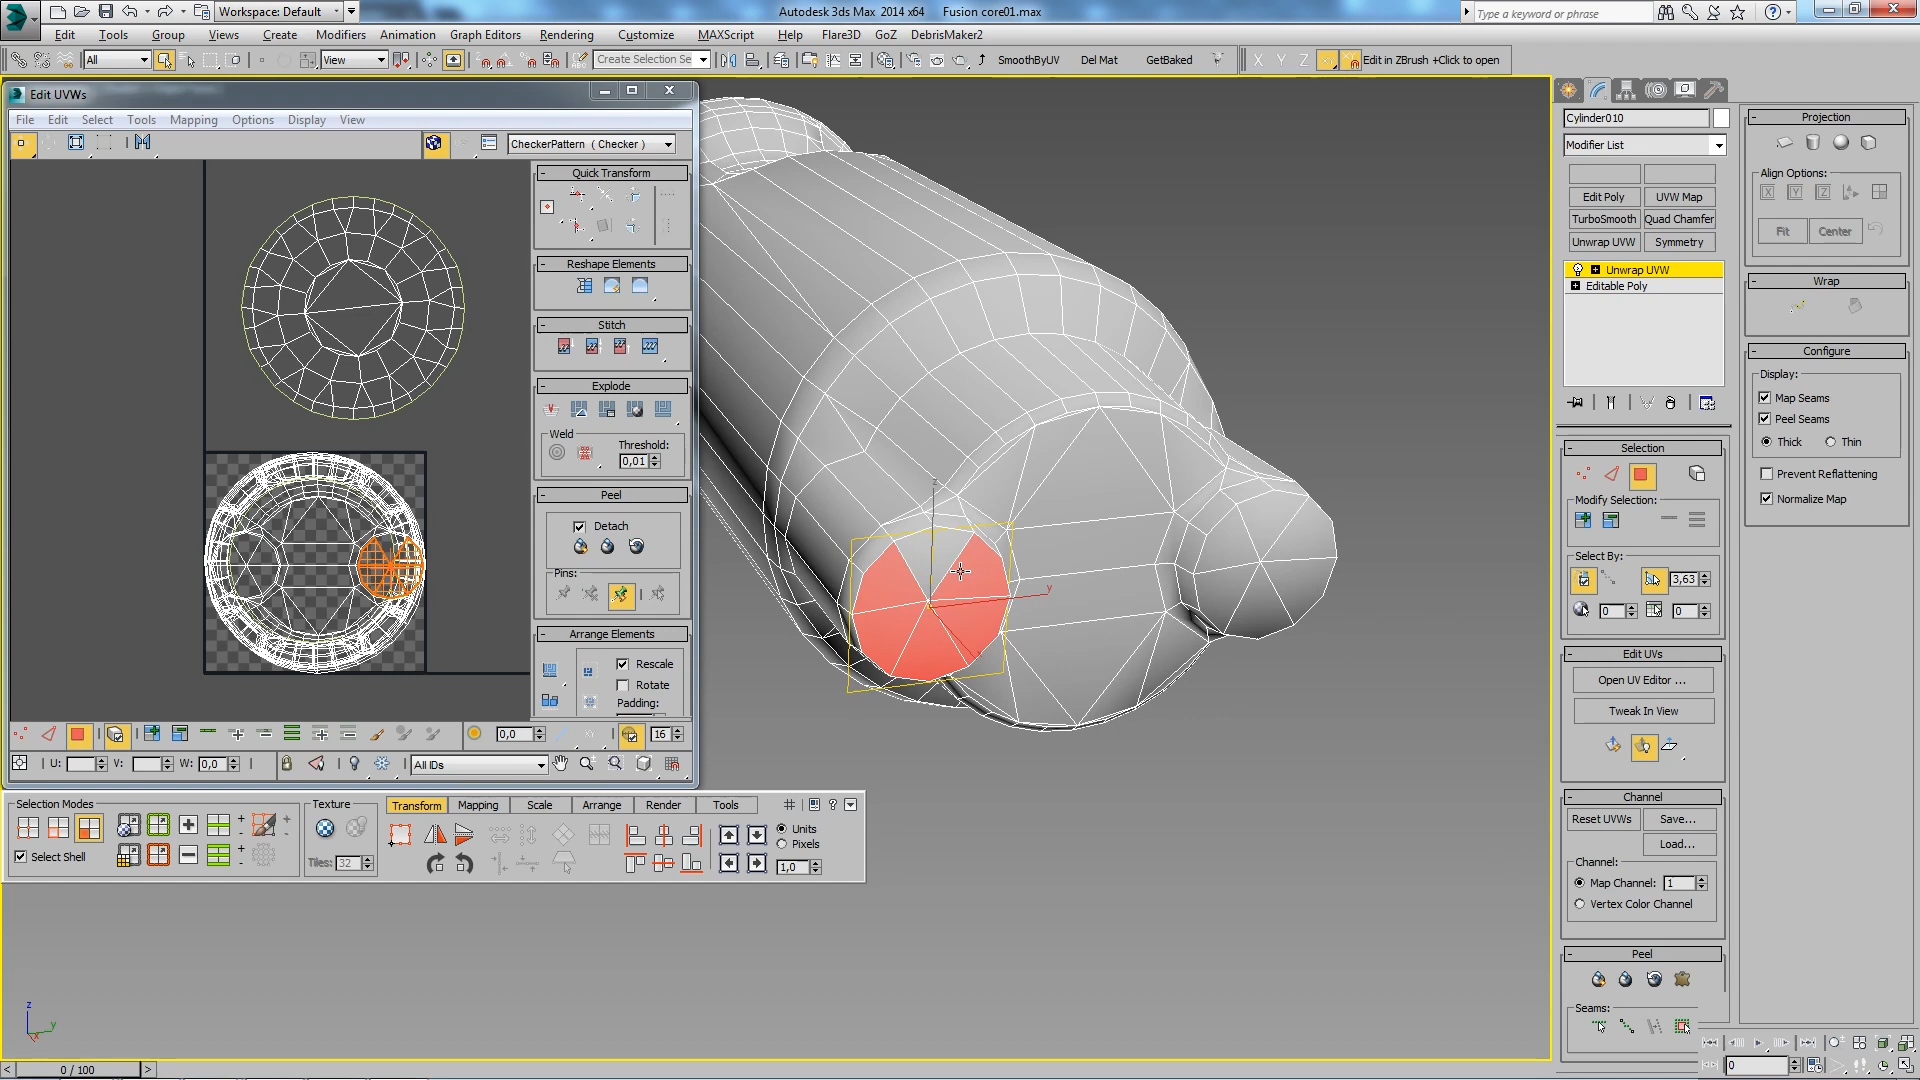 Workspace: Default
Autodesk 3ds Max 2014 x64 Fusion core01.max
Type a keyword or phrase
Edit Tools Group Views Create Modifiers Animation Graph Editors Rendering Customize MAXScript Help Flare3D GoZ DebrisMaker2
All
View
Create Selection Se
SmoothByUV Del Mat GetBaked
X Y Z
Edit in ZBrush +Click to open
Edit UVWs
File Edit Select Tools Mapping Options Display View
CheckerPattern ( Checker )
Quick Transform
Reshape Elements
Stitch
Explode
Weld
Threshold:
0,01
Peel
Detach
Pins:
Arrange Elements
Rescale
Rotate
Padding:
0,0
16
U: V: W: 0,0
All IDs
Selection Modes
Select Shell
Texture
Tiles: 32
Transform Mapping Scale Arrange Render Tools
Units
Pixels
1,0
z
y
x
z
y
x
0 / 100
Cylinder010
Modifier List
Edit Poly UVW Map
TurboSmooth Quad Chamfer
Unwrap UVW Symmetry
Unwrap UVW
Editable Poly
Selection
Modify Selection:
Select By:
3,63
0
0
Edit UVs
Open UV Editor ...
Tweak In View
Channel
Reset UVWs Save...
Load...
Channel:
Map Channel: 1
Vertex Color Channel
Peel
Seams:
Projection
Align Options:
X Y Z
Fit Center
Wrap
Configure
Display:
Map Seams
Peel Seams
Thick Thin
Prevent Reflattening
Normalize Map
0